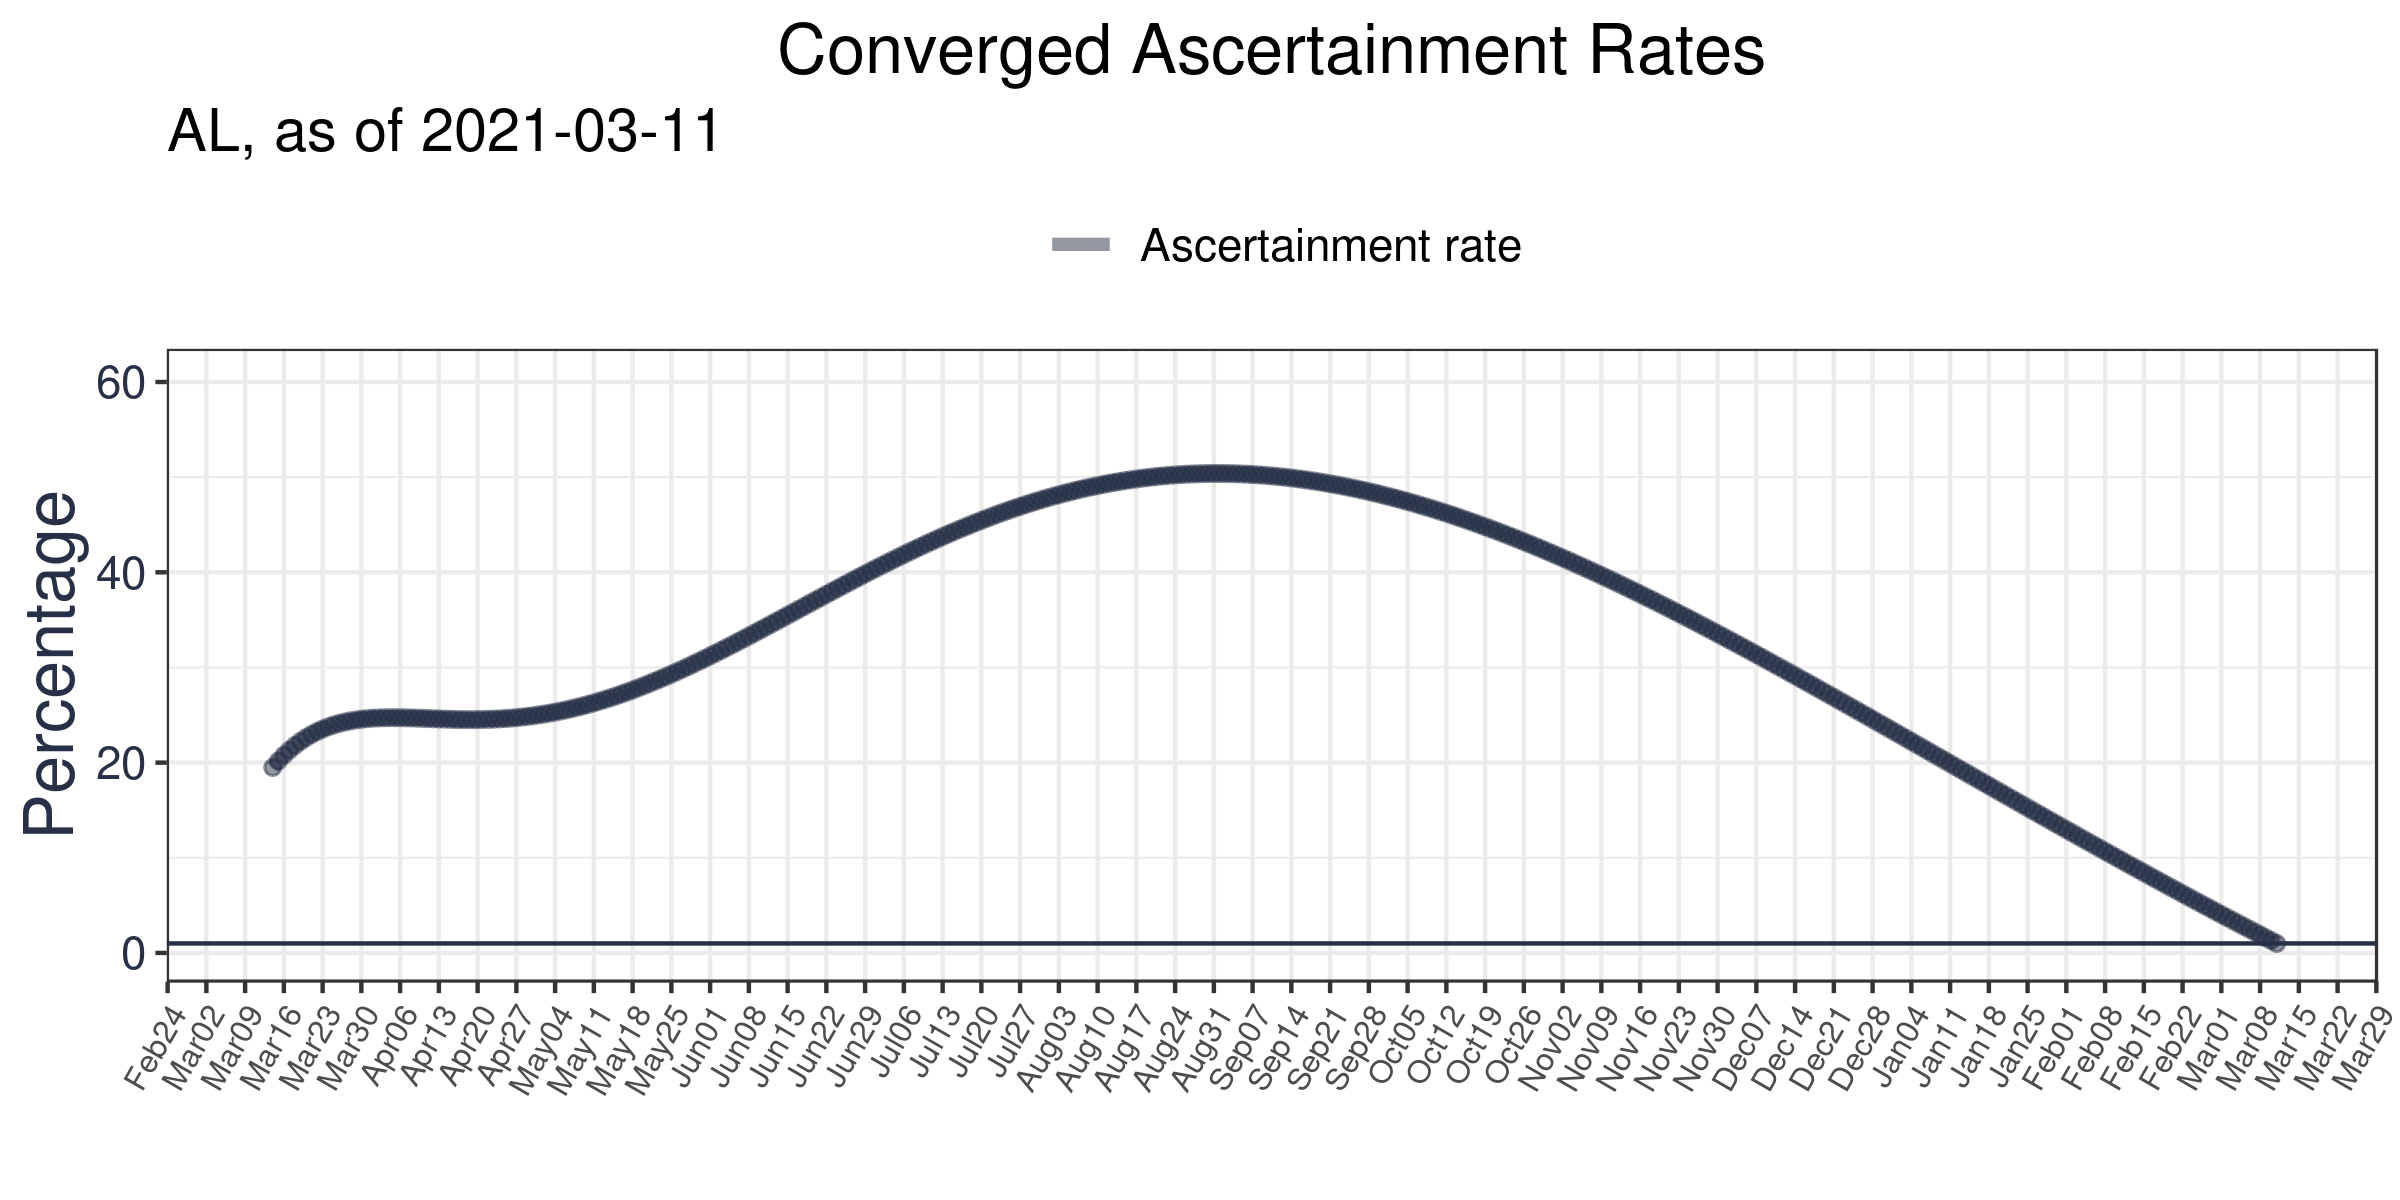 Converged Ascertainment Rates
AL, as of 2021-03-11
Ascertainment rate
Percentage
60
40
20
0
Feb24 Mar02 Mar09 Mar16 Mar23 Mar30 Apr06 Apr13 Apr20 Apr27 May04 May11 May18 May25 Jun01 Jun08 Jun15 Jun22 Jun29 Jul06 Jul13 Jul20 Jul27 Aug03 Aug10 Aug17 Aug24 Aug31 Sep07 Sep14 Sep21 Sep28 Oct05 Oct12 Oct19 Oct26 Nov02 Nov09 Nov16 Nov23 Nov30 Dec07 Dec14 Dec21 Dec28 Jan04 Jan11 Jan18 Jan25 Feb01 Feb08 Feb15 Feb22 Mar01 Mar08 Mar15 Mar22 Mar29